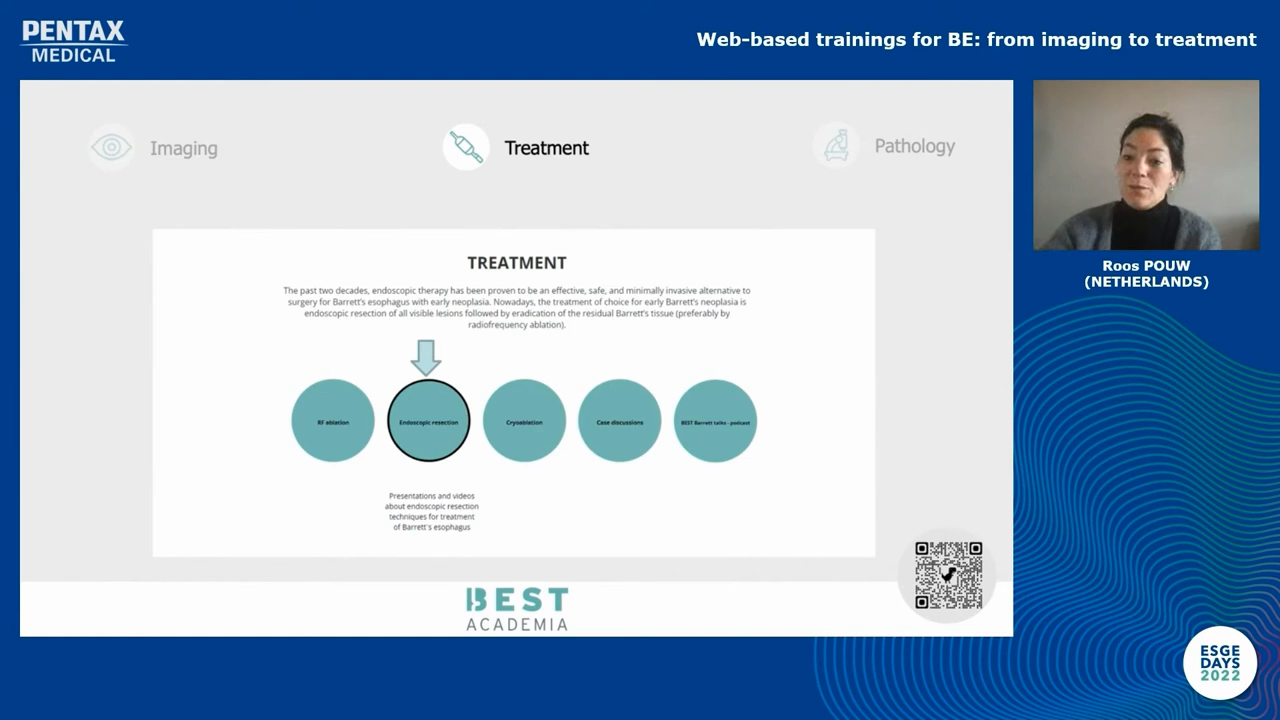 PENTAX
MEDICAL
Web-based trainings for BE: from imaging to treatment
Imaging
Treatment
Pathology
TREATMENT
The past two decades, endoscopic therapy has been proven to be an effective, safe, and minimally invasive alternative to
surgery for Barrett's esophagus with early neoplasia. Nowadays, the treatment of choice for early Barrett's neoplasia is
endoscopic resection of all visible lesions followed by eradication of the residual Barrett's tissue (preferably by
radiofrequency ablation).
RF ablation
Endoscopic resection
Cryoablation
Case discussions
BEST Barrett talks - podcast
Presentations and videos
about endoscopic resection
techniques for treatment
of Barrett's esophagus
BEST
ACADEMIA
Roos POUW
(NETHERLANDS)
ESGE
DAYS
2022